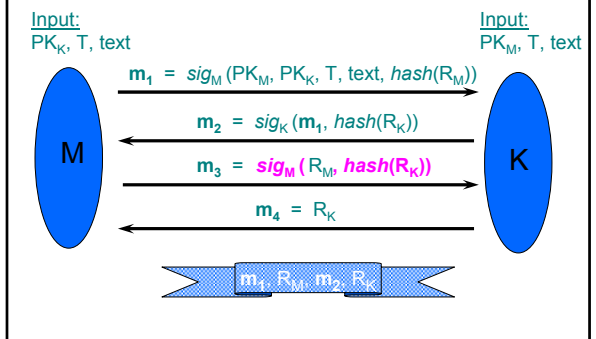 Input: Input:
PKK, T, text PKM, T, text
m1 = sigM (PKM, PKK, T, text, hash(RM))
m2 = sigK (m1, hash(RK))
M K
m3 = sigM ( RM, hash(RK))
m4 = RK
m1, RM, m2, RK